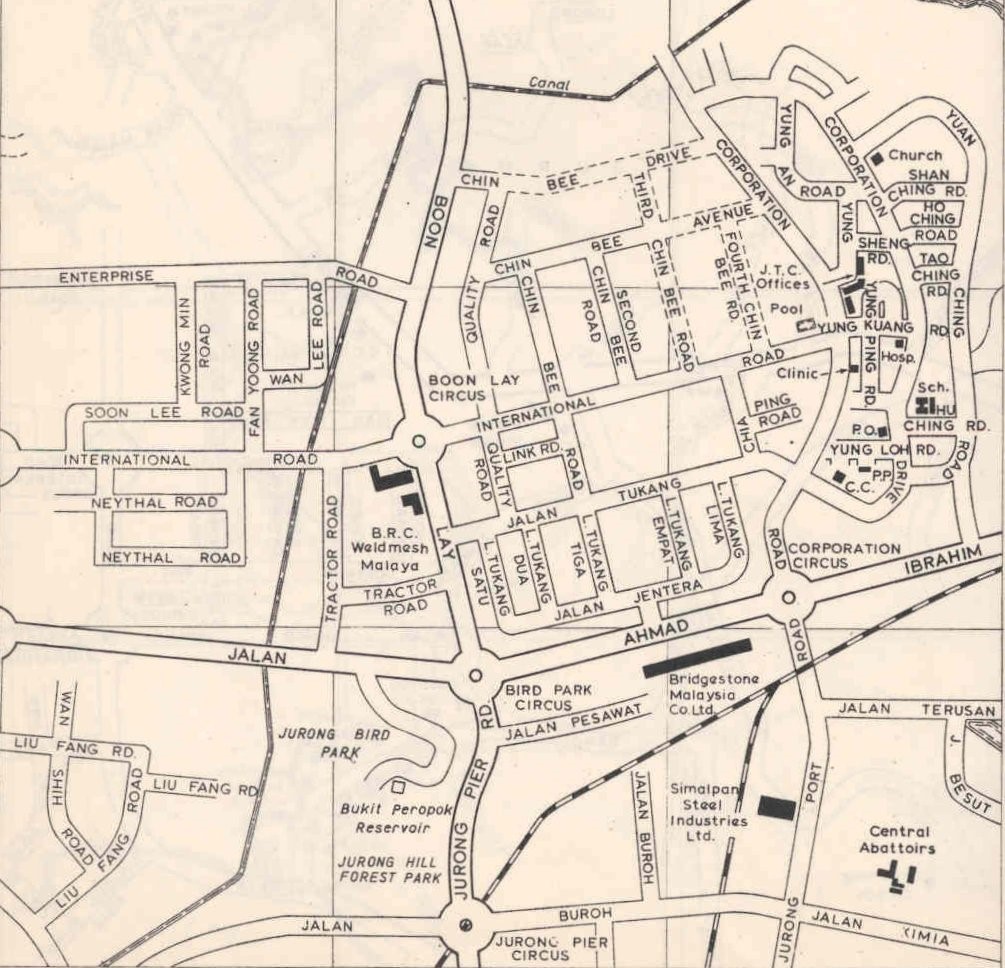 Canal
YUAN
CHING
ROAD
YUNG
AN
ROAD
CORPORATION
Church
SHAN
CHING RD.
HO
CHING
ROAD
TAO
CHING
RD.
CHIN BEE DRIVE
CORPORATION
ROAD
THIRD
CHIN BEE
ROAD
AVENUE
BEE
CHIN
FOURTH CHIN
BEE RD
YUNG
SHENG
RD.
J.T.C.
Offices
Pool
YUNG KUANG
RD.
YUNG
PING
RD.
Hosp.
Clinic
Sch.
HU
CHING RD.
P.O.
YUNG LOH RD.
DRIVE
P.P.
C.C.
BOON
LAY
ROAD
QUALITY
ENTERPRISE
ROAD
KWONG MIN
ROAD
FAN YOONG ROAD
LEE ROAD
WAN
SOON LEE ROAD
CHIN
BEE
ROAD
CHIN
ROAD
SECOND
BEE
BOON LAY
CIRCUS
INTERNATIONAL
ROAD
CHIA
PING
ROAD
INTERNATIONAL
ROAD
LINK RD.
QUALITY
ROAD
NEYTHAL ROAD
NEYTHAL ROAD
TRACTOR ROAD
B.R.C.
Weldmesh
Malaya
TRACTOR
ROAD
JALAN
TUKANG
L.TUKANG
SATU
L.TUKANG
DUA
L.TUKANG
TIGA
L.TUKANG
EMPAT
L.TUKANG
LIMA
JALAN
JENTERA
CORPORATION
CIRCUS
JALAN
AHMAD
IBRAHIM
BIRD PARK
CIRCUS
Bridgestone
Malaysia
Co.Ltd.
JALAN PESAWAT
JALAN TERUSAN
J.
BESUT
WAN
SHIH
ROAD
LIU FANG RD.
LIU FANG RD
LIU FANG
ROAD
JURONG BIRD
PARK
Bukit Peropok
Reservoir
JURONG HILL
FOREST PARK
JURONG PIER RD
JALAN BUROH
Simalpan
Steel
Industries
Ltd.
JURONG
PORT
ROAD
Central
Abattoirs
JALAN
BUROH
JALAN
JURONG PIER
CIRCUS